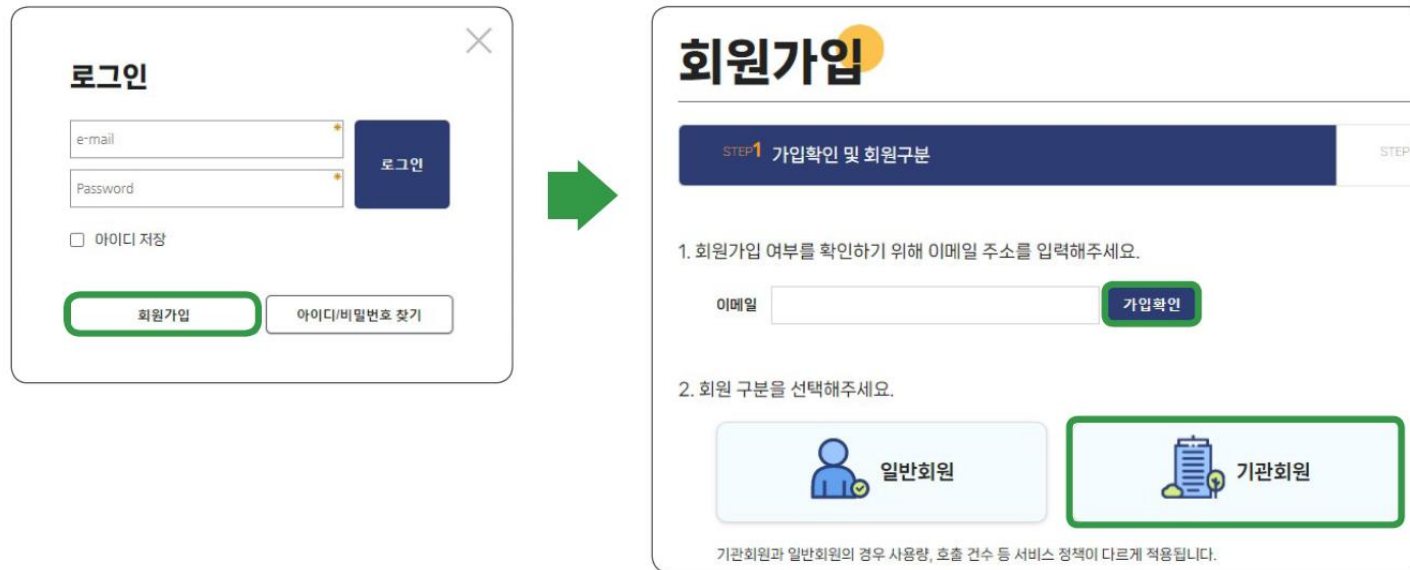 로그인
e-mail
Password
로그인
아이디 저장
회원가입
아이디/비밀번호 찾기
회원가입
STEP1 가입확인 및 회원구분
STEP
1. 회원가입 여부를 확인하기 위해 이메일 주소를 입력해주세요.
이메일
가입확인
2. 회원 구분을 선택해주세요.
일반회원
기관회원
기관회원과 일반회원의 경우 사용량, 호출 건수 등 서비스 정책이 다르게 적용됩니다.